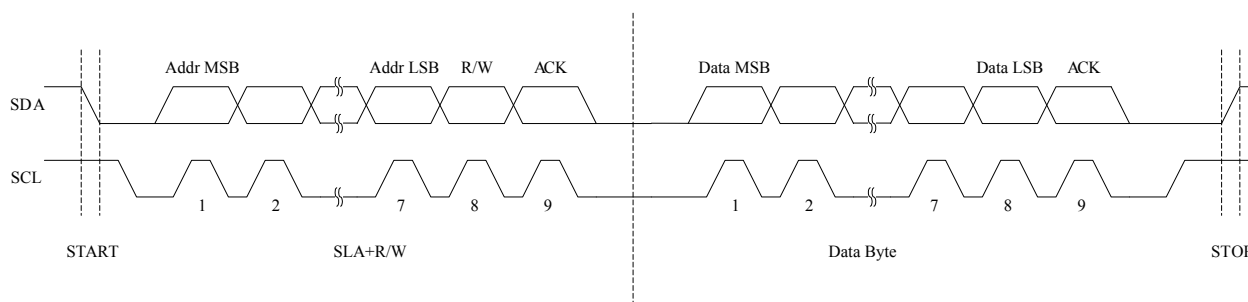 Addr MSB Addr LSB R/W ACK Data MSB Data LSB ACK
SDA
SCL
1 2 7 8 9 1 2 7 8 9
START SLA+R/W Data Byte STOP